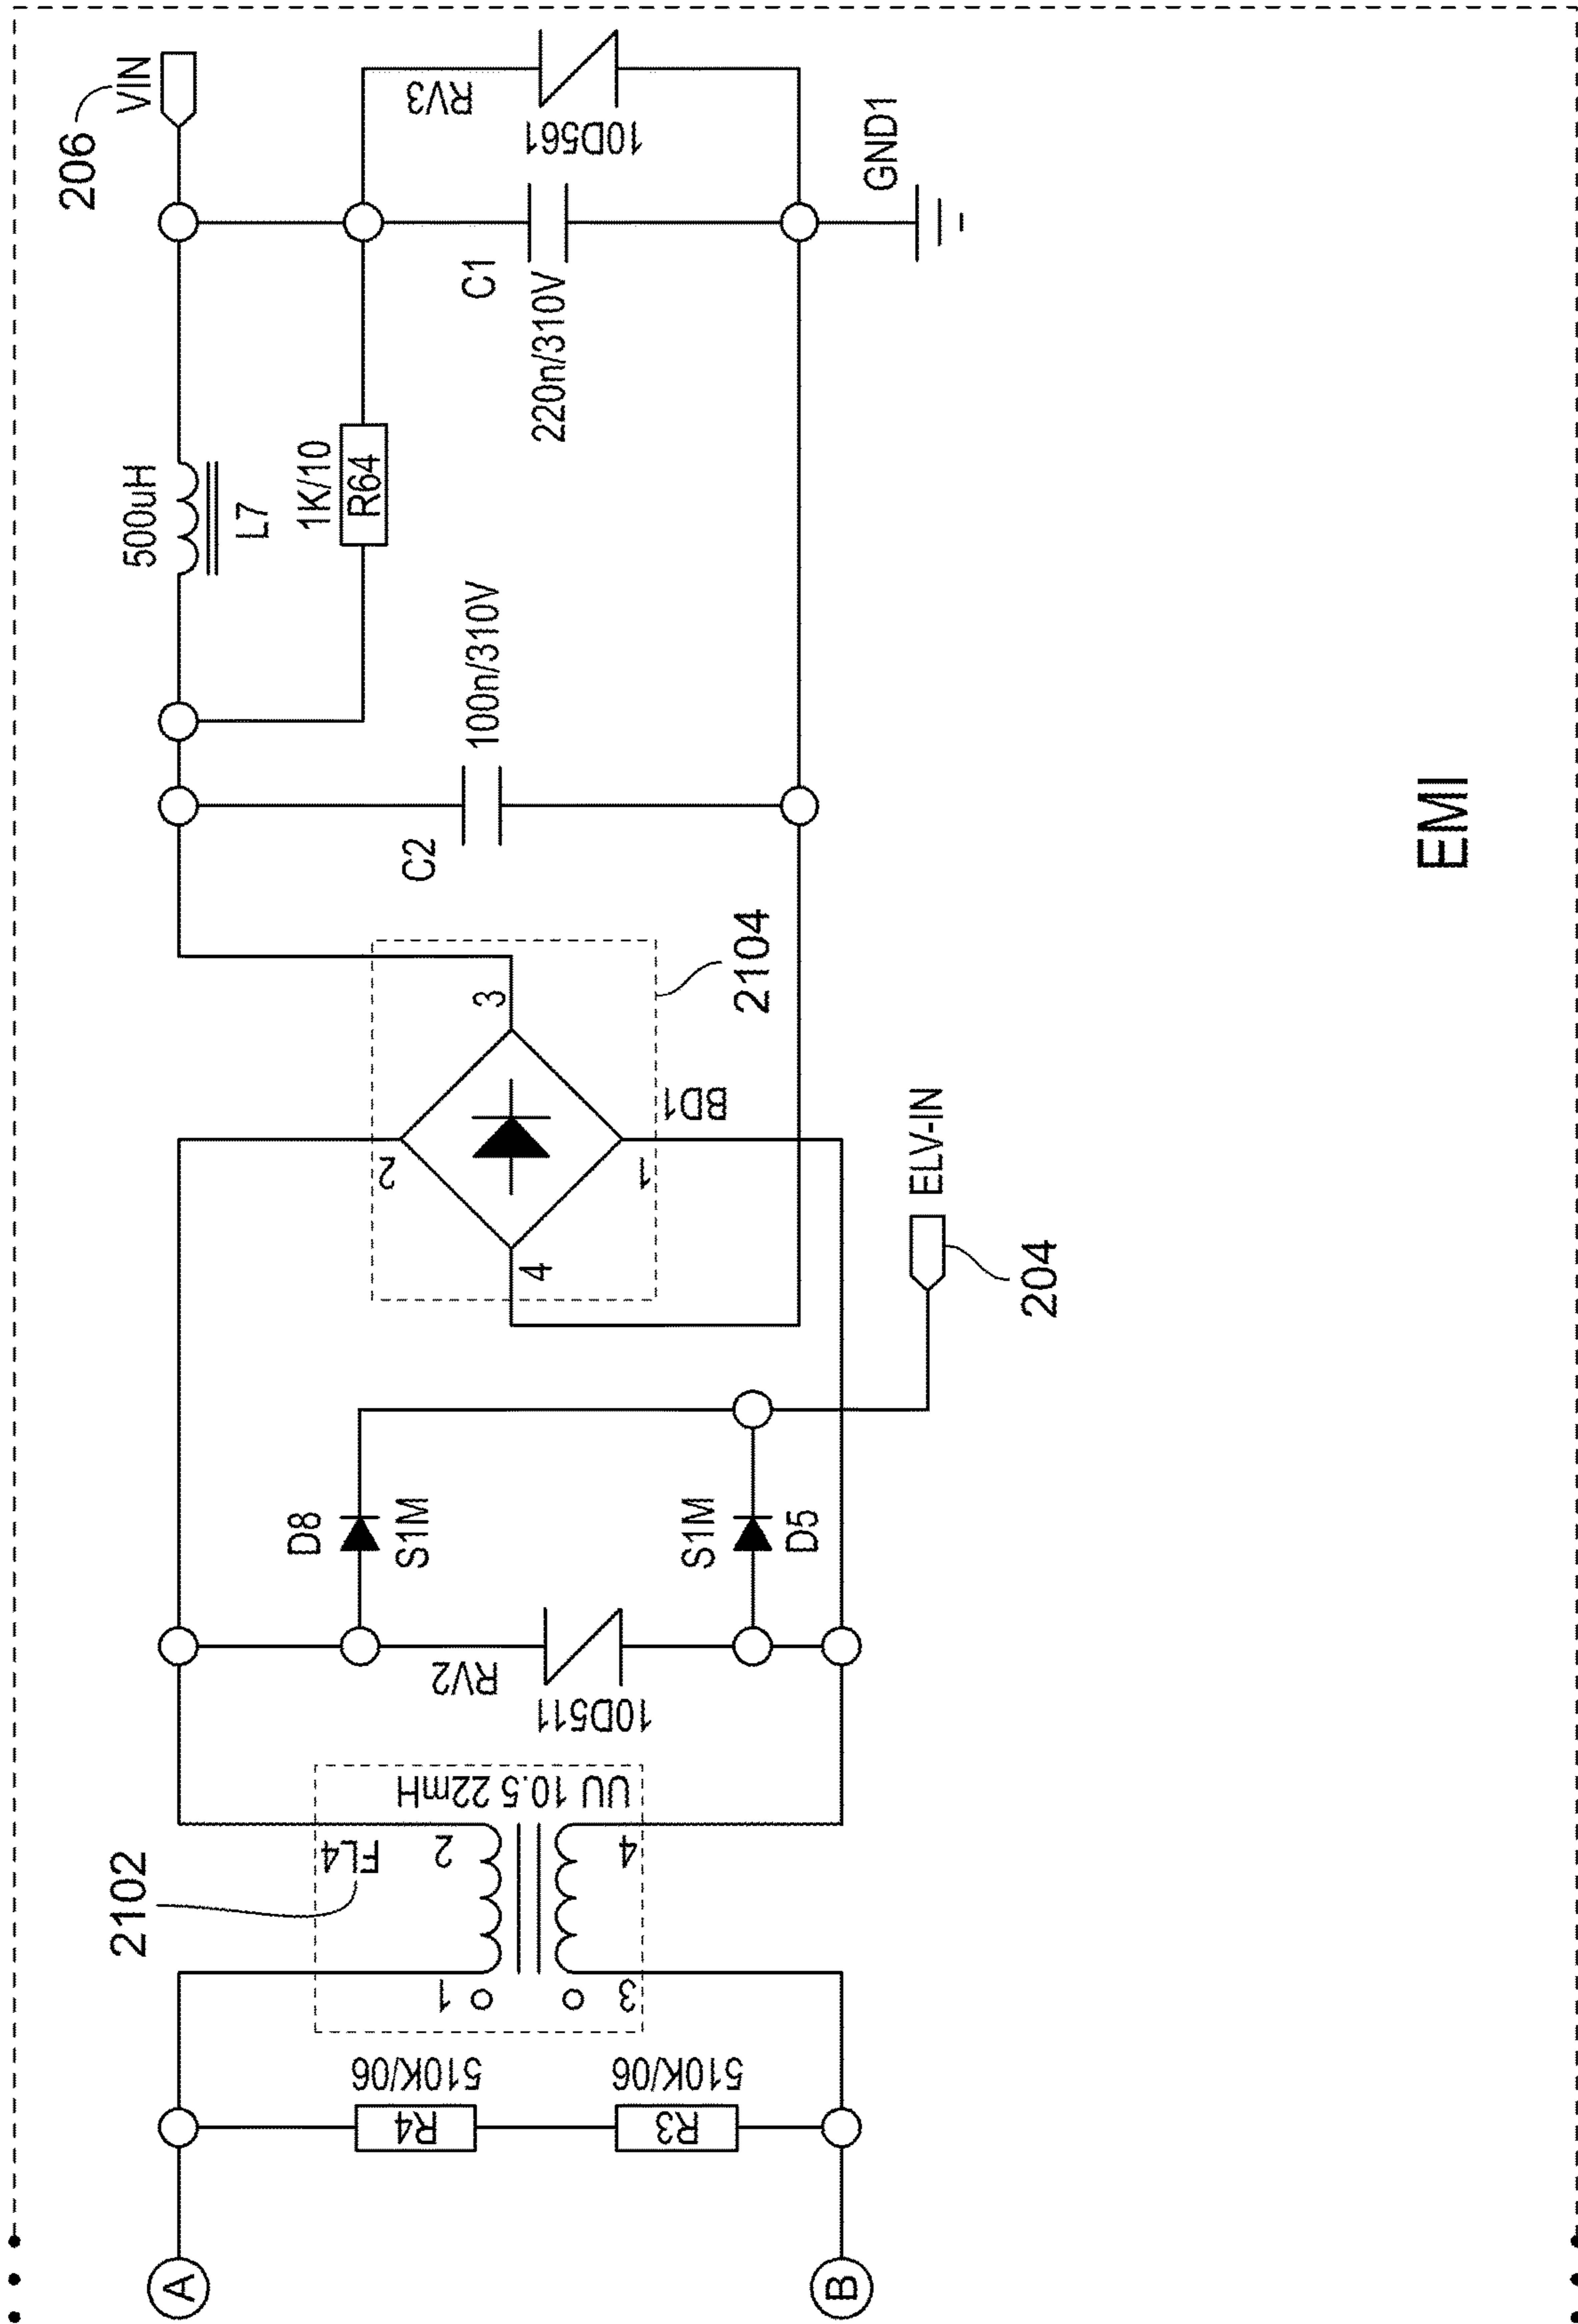 206
VIN
500uH
L7
1K/10
R64
RV3
10D561
C1
220n/310V
GND1
C2
100n/310V
2104
3
2
BD1
1
4
ELV-IN
204
D8
S1M
S1M
D5
RV2
10D511
2102
FL4
UU 10.5 22mH
2
4
1
3
510K/06
R4
510K/06
R3
A
B
EMI